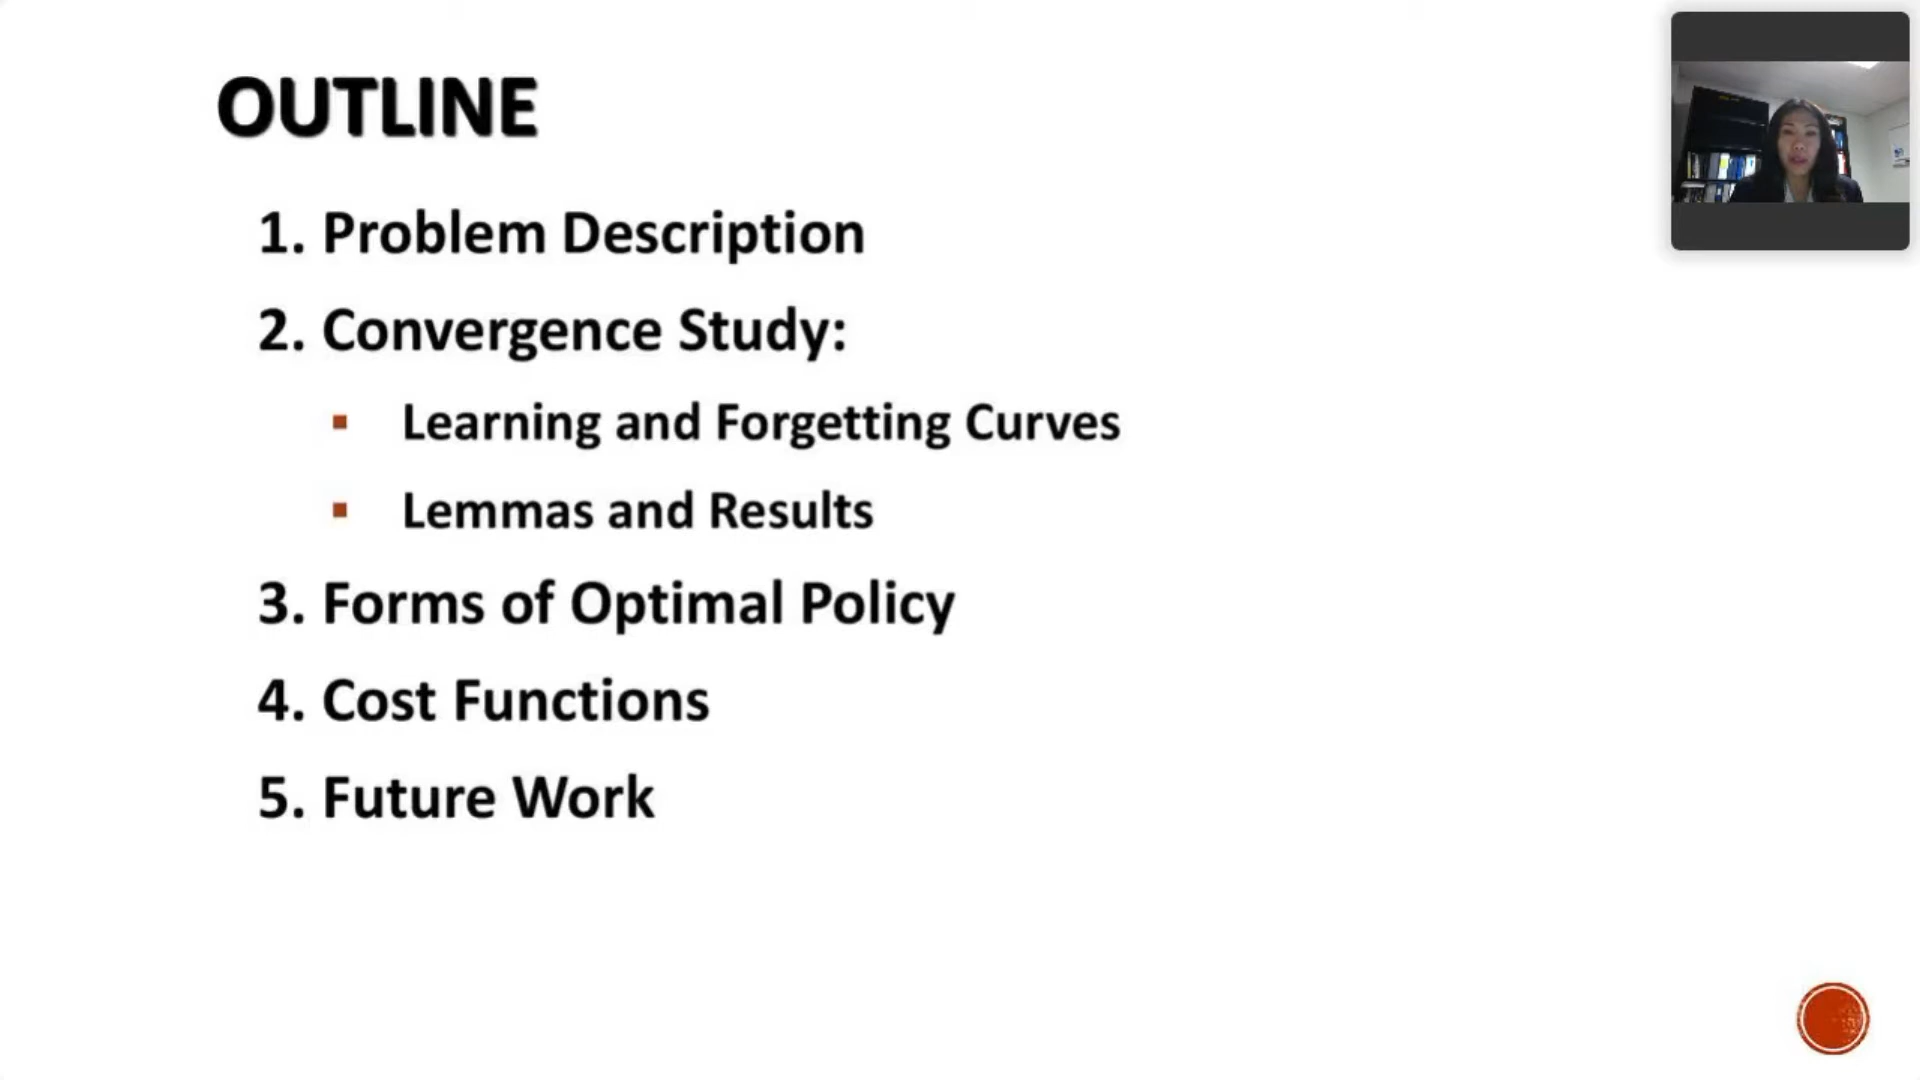 OUTLINE
1. Problem Description
2. Convergence Study:
▪ Learning and Forgetting Curves
▪ Lemmas and Results
3. Forms of Optimal Policy
4. Cost Functions
5. Future Work